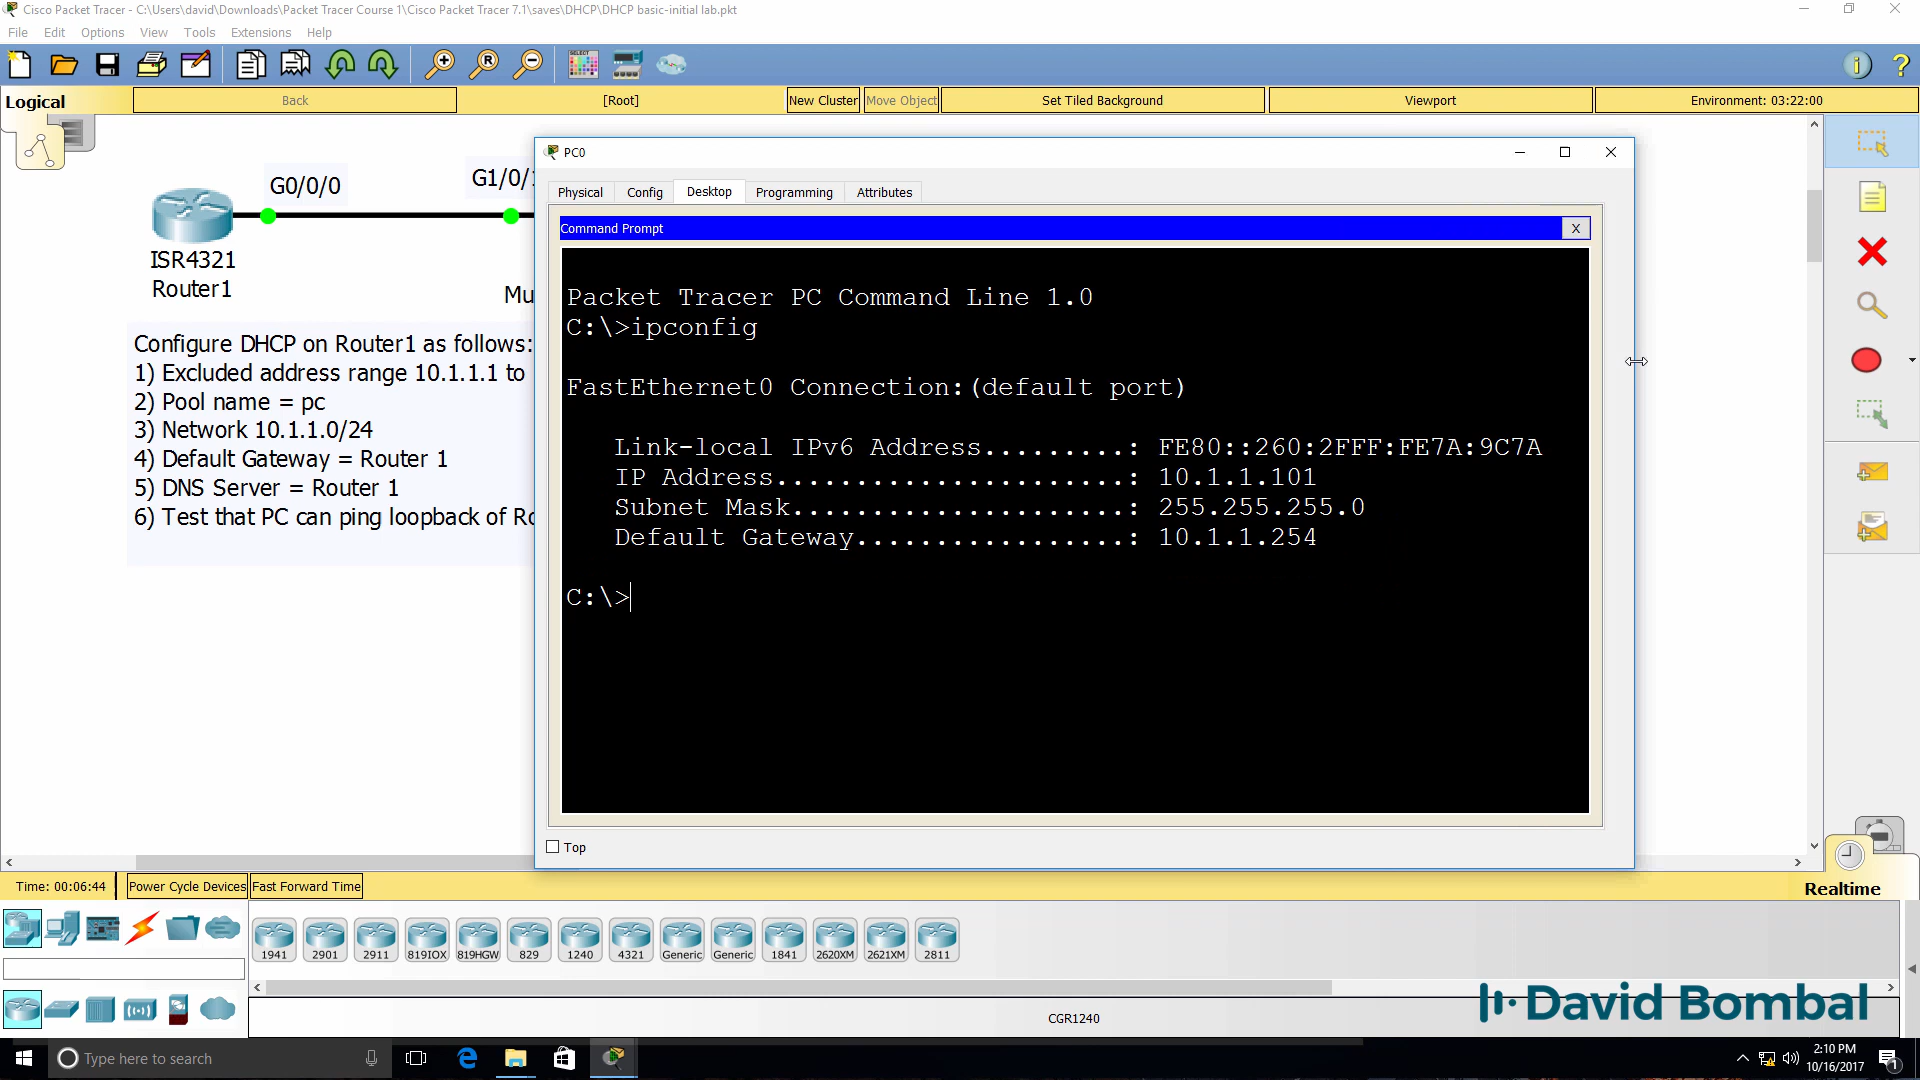 Cisco Packet Tracer - C:\Users\david\Downloads\Packet Tracer Course 1\Cisco Packet Tracer 7.1\saves\DHCP\DHCP basic-initial lab.pkt
File Edit Options View Tools Extensions Help
Logical Back [Root] New Cluster Move Object Set Tiled Background Viewport Environment: 03:22:00
G0/0/0
G1/0/
ISR4321
Router1
Mu
Configure DHCP on Router1 as follows:
1) Excluded address range 10.1.1.1 to
2) Pool name = pc
3) Network 10.1.1.0/24
4) Default Gateway = Router 1
5) DNS Server = Router 1
6) Test that PC can ping loopback of Ro
PC0
Physical Config Desktop Programming Attributes
Command Prompt X
Packet Tracer PC Command Line 1.0
C:\>ipconfig
FastEthernet0 Connection:(default port)
Link-local IPv6 Address.........: FE80::260:2FFF:FE7A:9C7A
IP Address......................: 10.1.1.101
Subnet Mask.....................: 255.255.255.0
Default Gateway.................: 10.1.1.254
C:\>
Top
Time: 00:06:44 Power Cycle Devices Fast Forward Time
Realtime
1941 2901 2911 819IOX 819HGW 829 1240 4321 Generic Generic 1841 2620XM 2621XM 2811
CGR1240
David Bombal
Type here to search
2:10 PM
10/16/2017
1